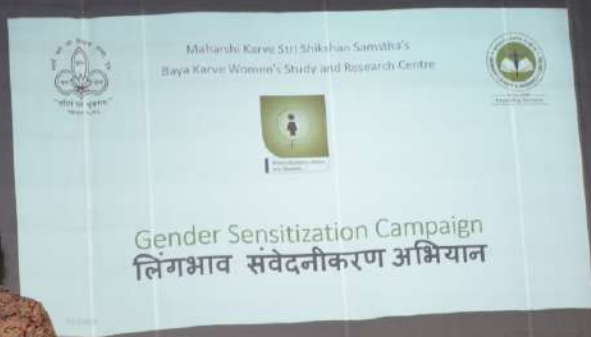 Maharshi Karve Stri Shikshan Samstha's
Baya Karve Women's Study and Research Centre
Gender Sensitization Campaign
लिंगभाव संवेदनीकरण अभियान